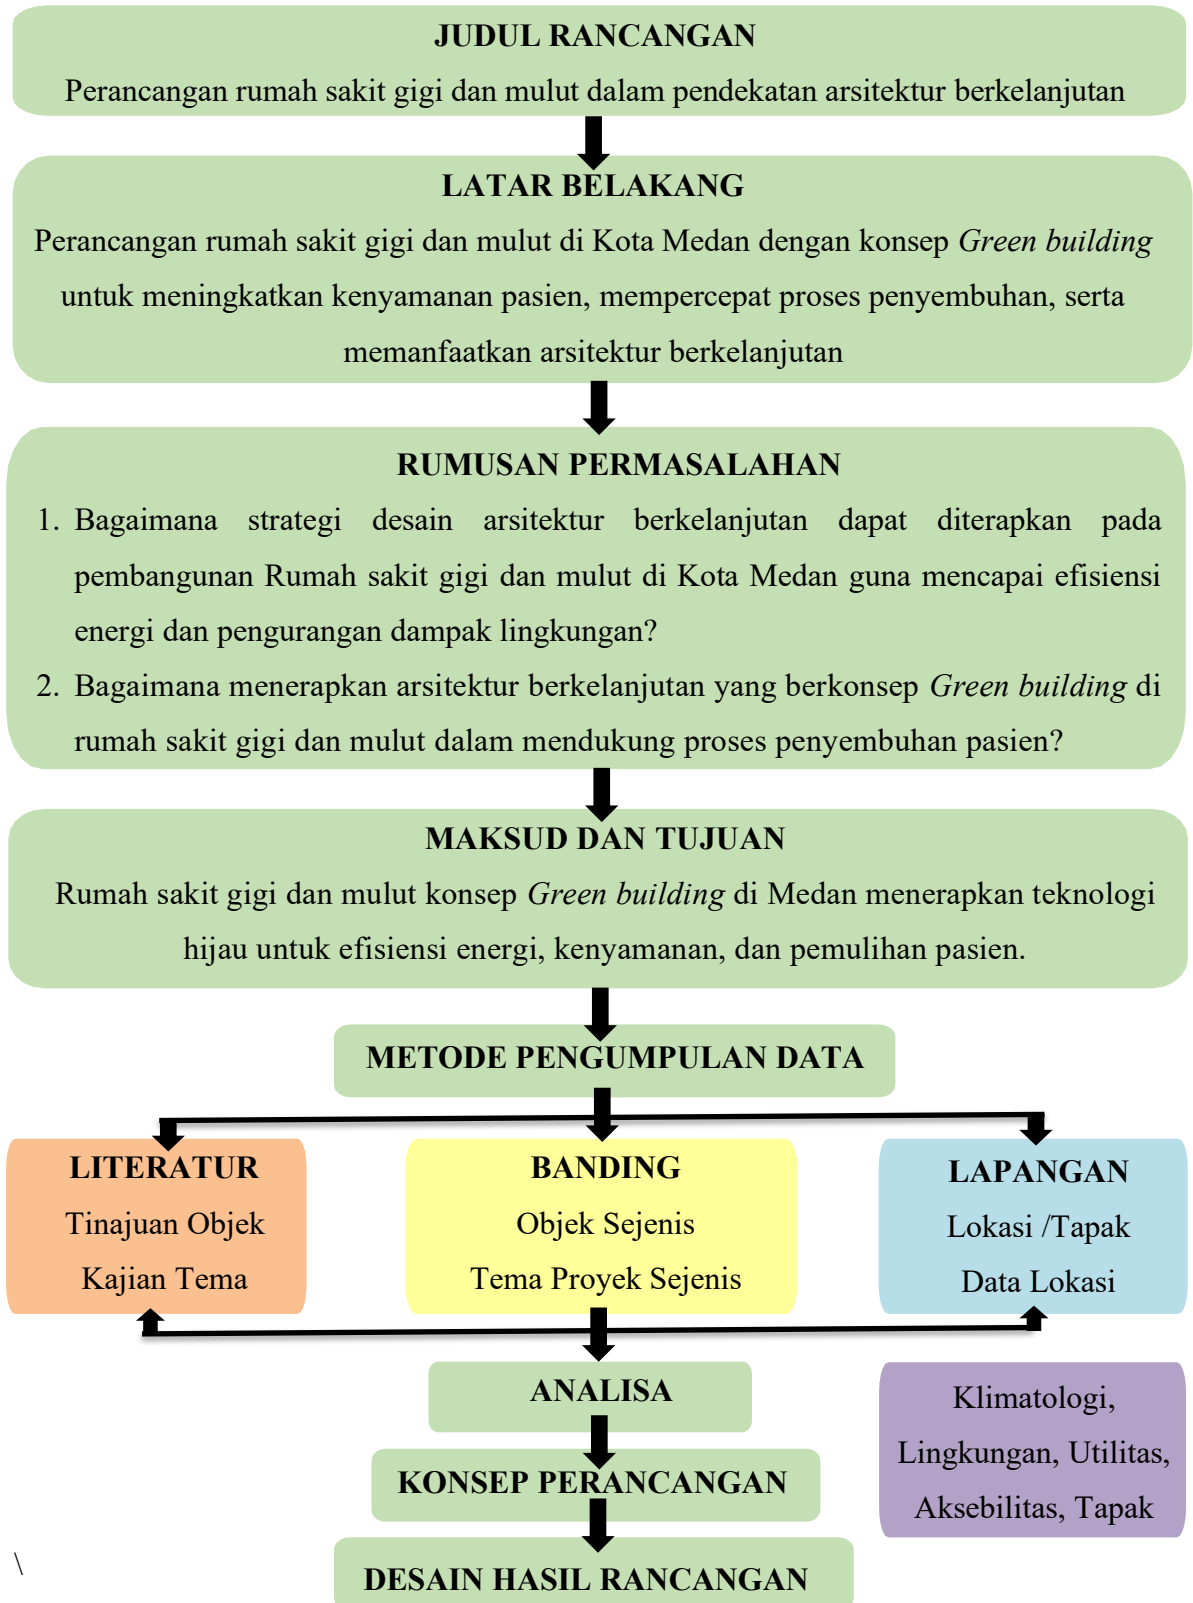 JUDUL RANCANGAN
Perancangan rumah sakit gigi dan mulut dalam pendekatan arsitektur berkelanjutan
LATAR BELAKANG
Perancangan rumah sakit gigi dan mulut di Kota Medan dengan konsep Green building
untuk meningkatkan kenyamanan pasien, mempercepat proses penyembuhan, serta
memanfaatkan arsitektur berkelanjutan
RUMUSAN PERMASALAHAN
1. Bagaimana strategi desain arsitektur berkelanjutan dapat diterapkan pada
pembangunan Rumah sakit gigi dan mulut di Kota Medan guna mencapai efisiensi
energi dan pengurangan dampak lingkungan?
2. Bagaimana menerapkan arsitektur berkelanjutan yang berkonsep Green building di
rumah sakit gigi dan mulut dalam mendukung proses penyembuhan pasien?
MAKSUD DAN TUJUAN
Rumah sakit gigi dan mulut konsep Green building di Medan menerapkan teknologi
hijau untuk efisiensi energi, kenyamanan, dan pemulihan pasien.
METODE PENGUMPULAN DATA
LITERATUR
Tinajuan Objek
Kajian Tema
BANDING
Objek Sejenis
Tema Proyek Sejenis
LAPANGAN
Lokasi /Tapak
Data Lokasi
ANALISA
Klimatologi,
Lingkungan, Utilitas,
Aksebilitas, Tapak
KONSEP PERANCANGAN
DESAIN HASIL RANCANGAN
\